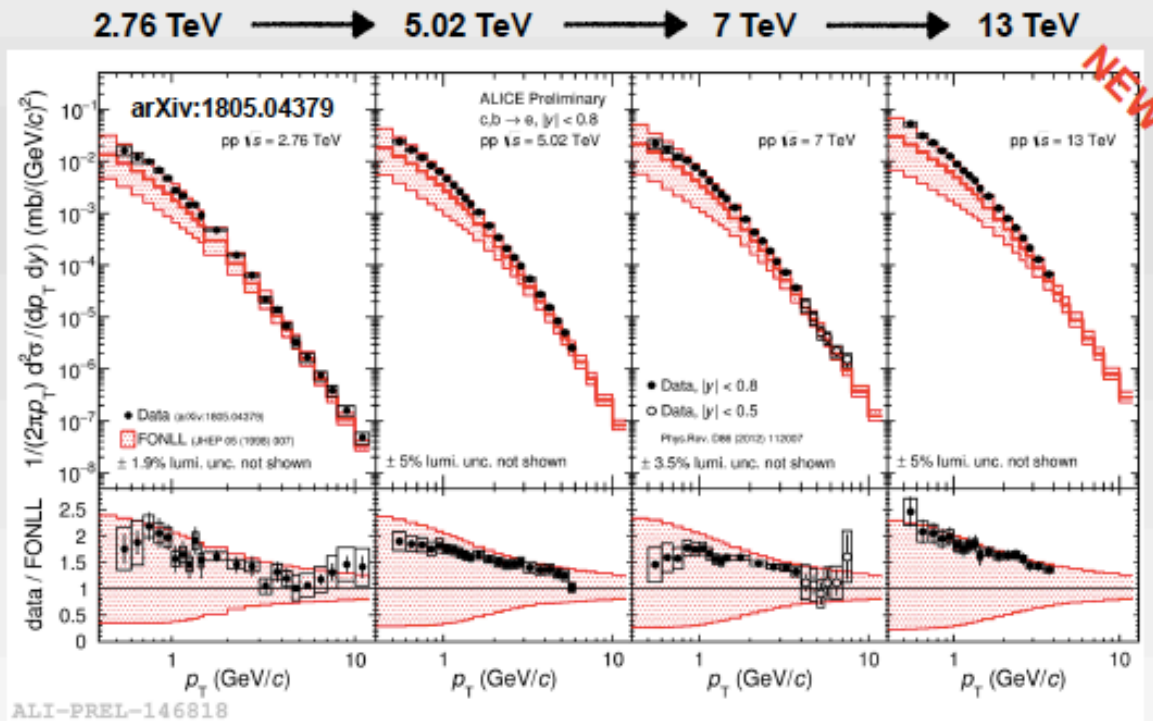 2.76 TeV 5.02 TeV 7 TeV 13 TeV
NEW
arXiv:1805.04379
pp √s = 2.76 TeV
ALICE Preliminary
c,b → e, |y| < 0.8
pp √s = 5.02 TeV
pp √s = 7 TeV
pp √s = 13 TeV
1/(2πp_T) d²σ/(dp_T dy) (mb/(GeV/c)²)
10⁻¹
10⁻²
10⁻³
10⁻⁴
10⁻⁵
10⁻⁶
10⁻⁷
10⁻⁸
Data (arXiv:1805.04379)
FONLL (JHEP 05 (1998) 007)
± 1.9% lumi. unc. not shown
± 5% lumi. unc. not shown
Data, |y| < 0.8
Data, |y| < 0.5
Phys.Rev. D86 (2012) 112007
± 3.5% lumi. unc. not shown
± 5% lumi. unc. not shown
data / FONLL
2.5
2
1.5
1
0.5
0
1 10 1 10 1 10 1 10
p_T (GeV/c) p_T (GeV/c) p_T (GeV/c) p_T (GeV/c)
ALI-PREL-146818